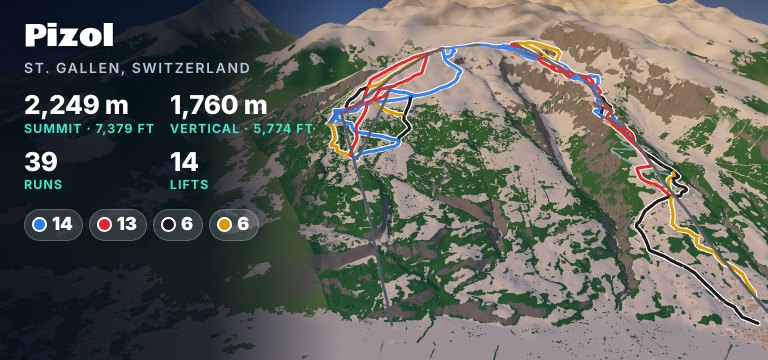 Pizol
ST. GALLEN, SWITZERLAND
2,249 m 1,760 m
SUMMIT · 7,379 FT VERTICAL · 5,774 FT
39 14
RUNS LIFTS
14 13 6 6